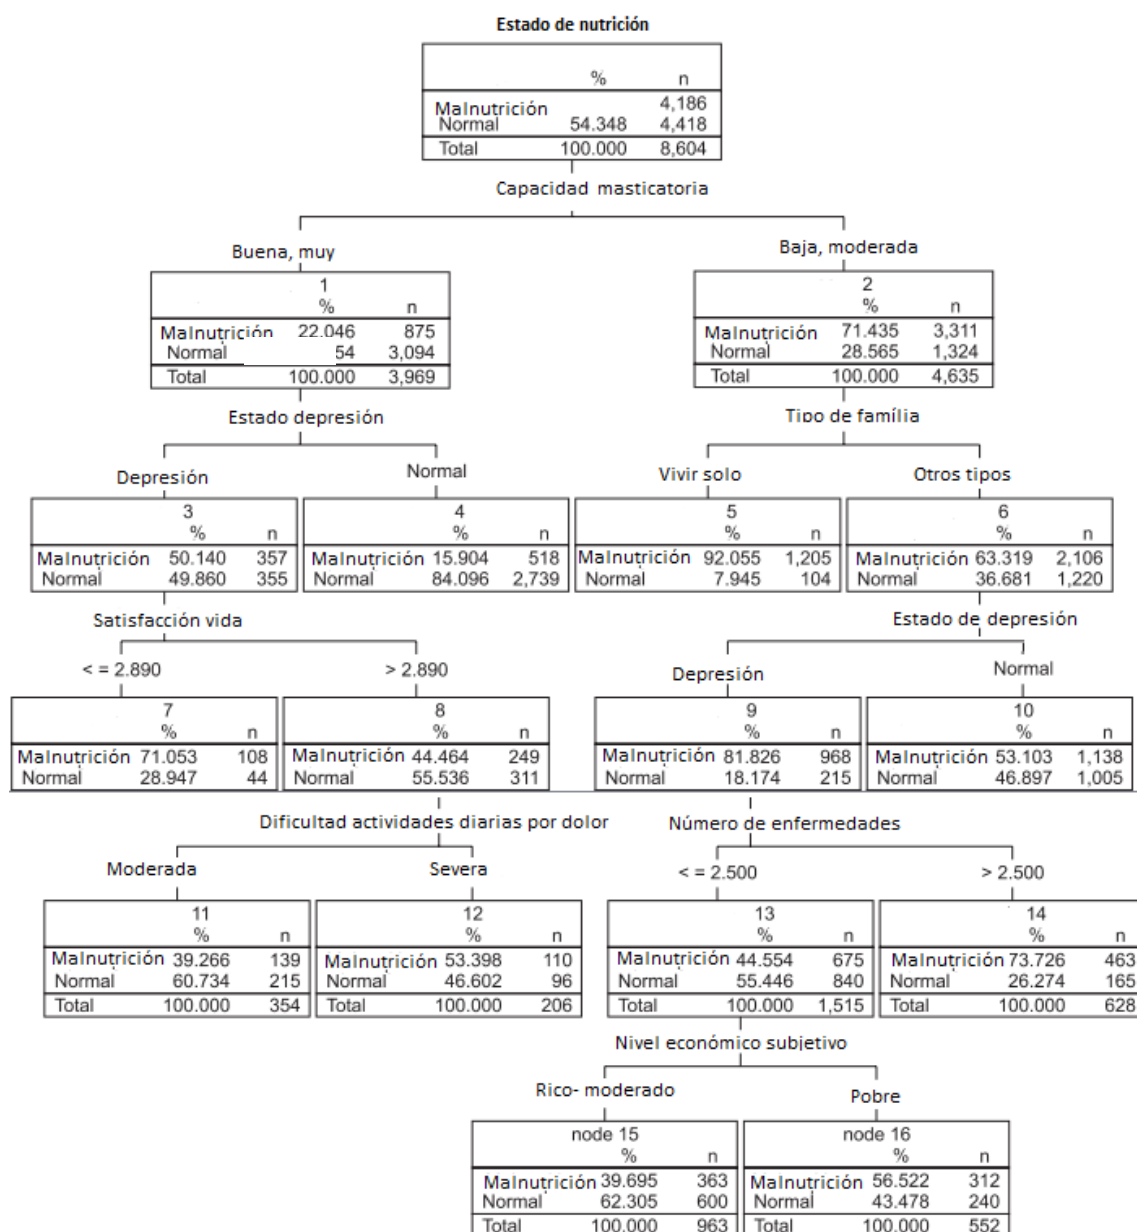 Estado de nutrición
% n
Malnutrición 4,186
Normal 54.348 4,418
Total 100.000 8,604
Capacidad masticatoria
Buena, muy
Baja, moderada
1
% n
Malnutrición 22.046 875
Normal 54 3,094
Total 100.000 3,969
2
% n
Malnutrición 71.435 3,311
Normal 28.565 1,324
Total 100.000 4,635
Estado depresión
Tipo de família
Depresión
Normal
Vivir solo
Otros tipos
3
% n
Malnutrición 50.140 357
Normal 49.860 355
4
% n
Malnutrición 15.904 518
Normal 84.096 2,739
5
% n
Malnutrición 92.055 1,205
Normal 7.945 104
6
% n
Malnutrición 63.319 2,106
Normal 36.681 1,220
Satisfacción vida
Estado de depresión
< = 2.890
> 2.890
Depresión
Normal
7
% n
Malnutrición 71.053 108
Normal 28.947 44
8
% n
Malnutrición 44.464 249
Normal 55.536 311
9
% n
Malnutrición 81.826 968
Normal 18.174 215
10
% n
Malnutrición 53.103 1,138
Normal 46.897 1,005
Dificultad actividades diarias por dolor
Número de enfermedades
Moderada
Severa
< = 2.500
> 2.500
11
% n
Malnutrición 39.266 139
Normal 60.734 215
Total 100.000 354
12
% n
Malnutrición 53.398 110
Normal 46.602 96
Total 100.000 206
13
% n
Malnutrición 44.554 675
Normal 55.446 840
Total 100.000 1,515
14
% n
Malnutrición 73.726 463
Normal 26.274 165
Total 100.000 628
Nivel económico subjetivo
Rico- moderado
Pobre
node 15
% n
Malnutrición 39.695 363
Normal 62.305 600
Total 100.000 963
node 16
% n
Malnutrición 56.522 312
Normal 43.478 240
Total 100.000 552